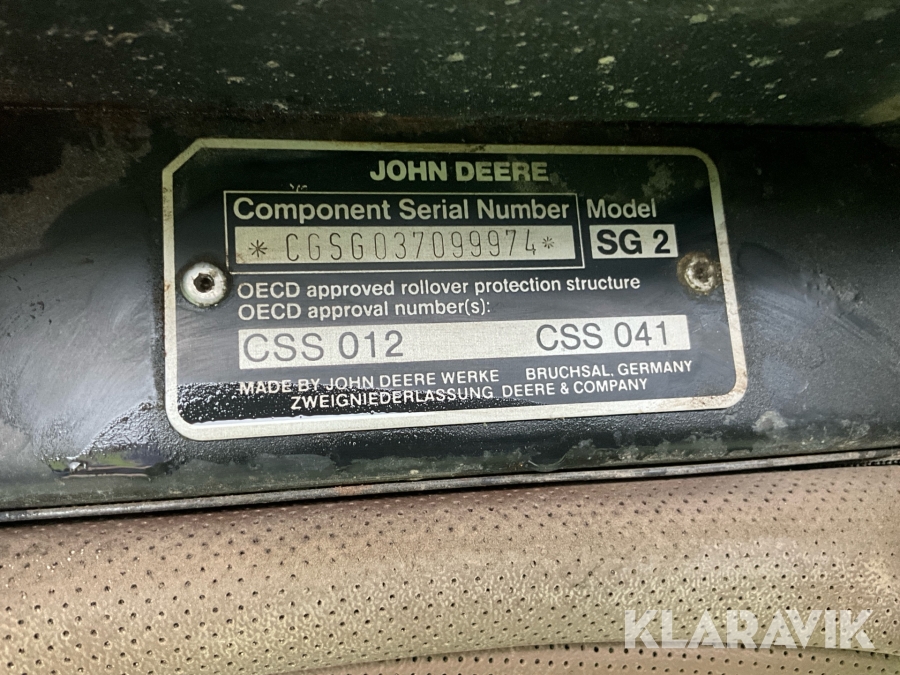 JOHN DEERE
Component Serial Number Model
* CGSG037099974* SG 2
OECD approved rollover protection structure
OECD approval number(s):
CSS 012 CSS 041
MADE BY JOHN DEERE WERKE BRUCHSAL. GERMANY
ZWEIGNIEDERLASSUNG DEERE & COMPANY
KLARAVIK